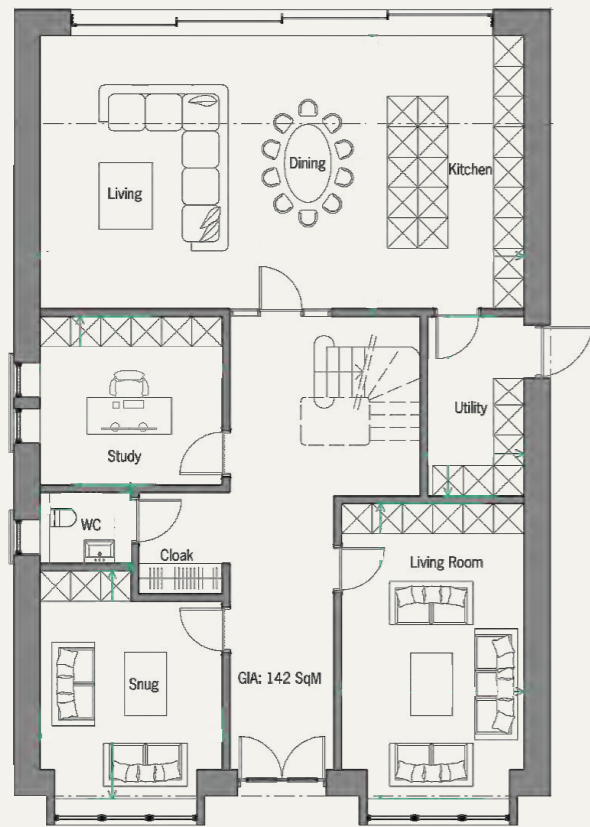 Living
Dining
Kitchen
Study
Utility
WC
Cloak
Living Room
Snug
GIA: 142 SqM